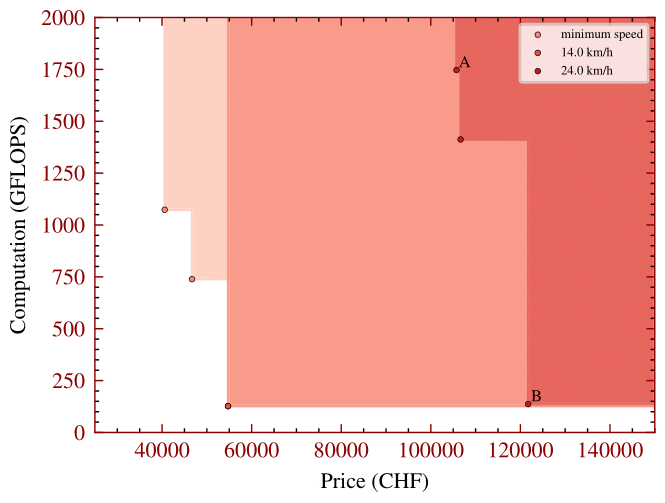 2000
1750
1500
1250
1000
750
500
250
0
Computation (GFLOPS)
A
B
minimum speed
14.0 km/h
24.0 km/h
40000 60000 80000 100000 120000 140000
Price (CHF)